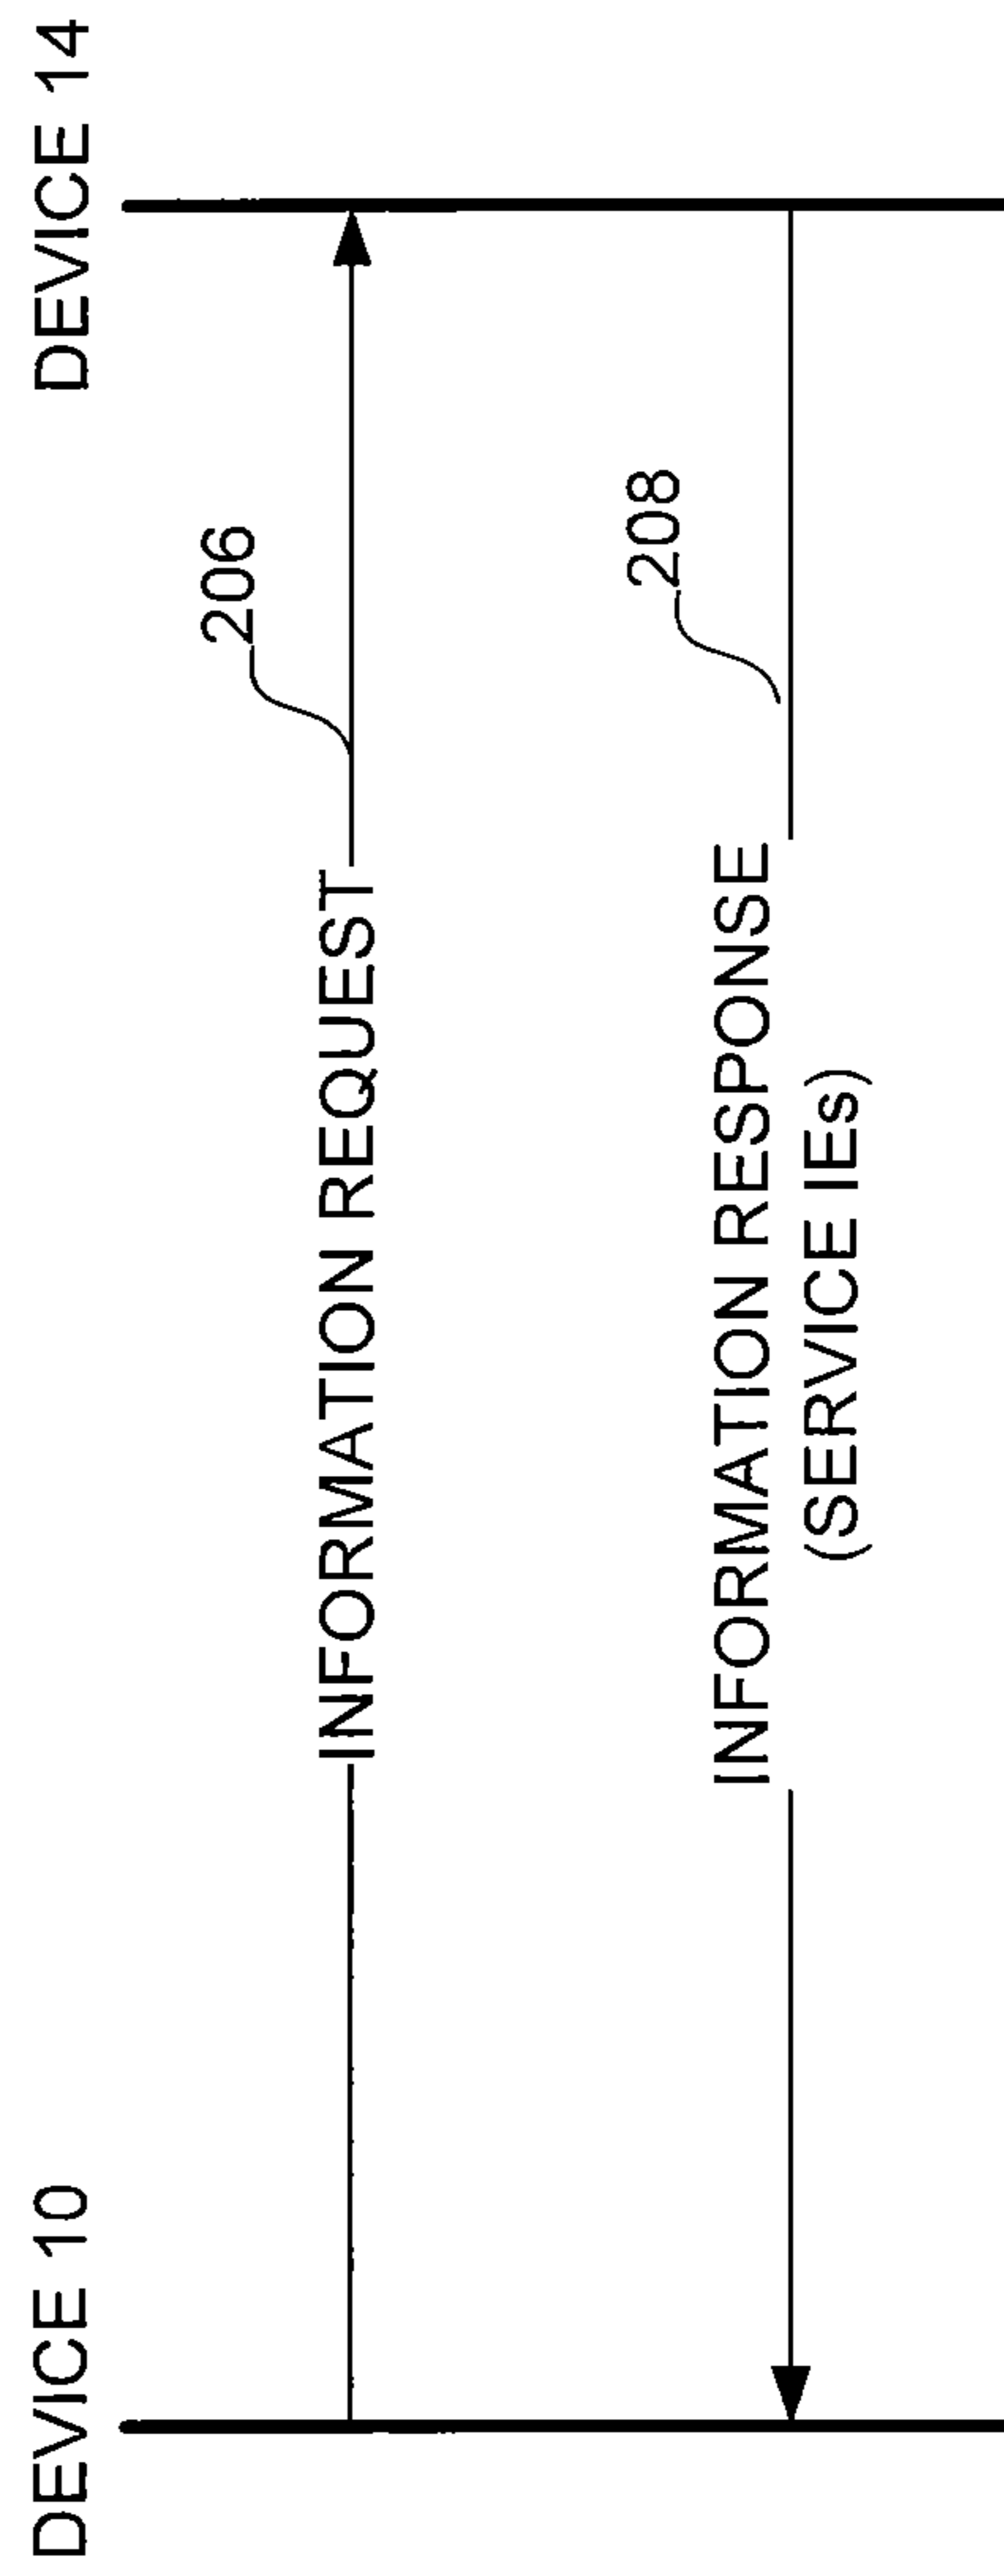 DEVICE 10
DEVICE 14
206
INFORMATION REQUEST
208
INFORMATION RESPONSE
(SERVICE IEs)